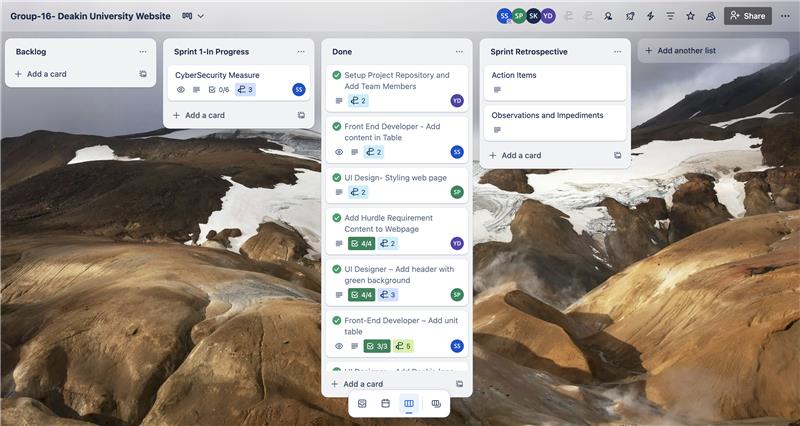 Group-16- Deakin University Website
SS
SP
SK
YD
Share
Backlog
Add a card
Sprint 1-In Progress
CyberSecurity Measure
0/6
3
SS
Add a card
Done
Setup Project Repository and
Add Team Members
2
YD
Front End Developer - Add
content in Table
2
SS
UI Design- Styling web page
2
SP
Add Hurdle Requirement
Content to Webpage
4/4
2
YD
UI Designer – Add header with
green background
4/4
3
SP
Front-End Developer – Add unit
table
3/3
5
SS
Add a card
Sprint Retrospective
Action Items
Observations and Impediments
Add a card
Add another list